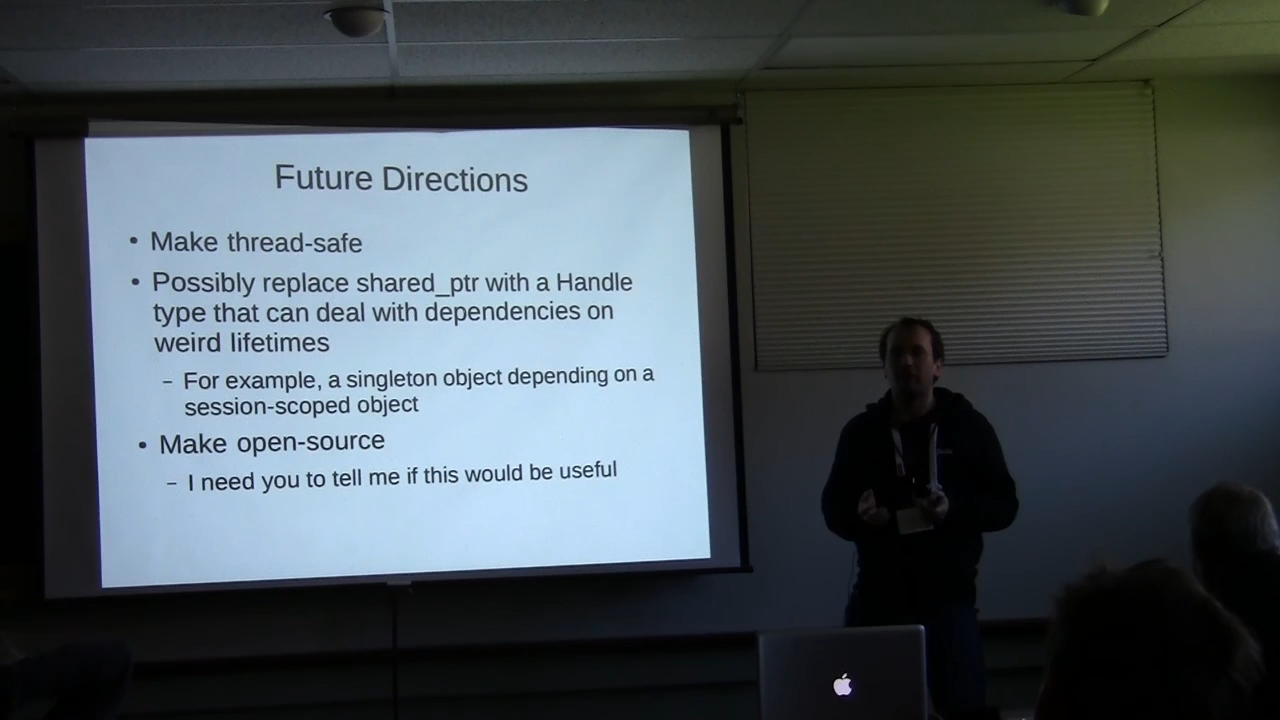 Future Directions
• Make thread-safe
• Possibly replace shared_ptr with a Handle
type that can deal with dependencies on
weird lifetimes
– For example, a singleton object depending on a
session-scoped object
• Make open-source
– I need you to tell me if this would be useful